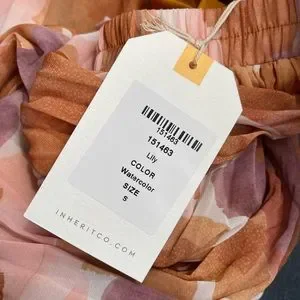 151463
151463
Lily
COLOR
Watercolor
SIZE
S
INHERITCO.COM